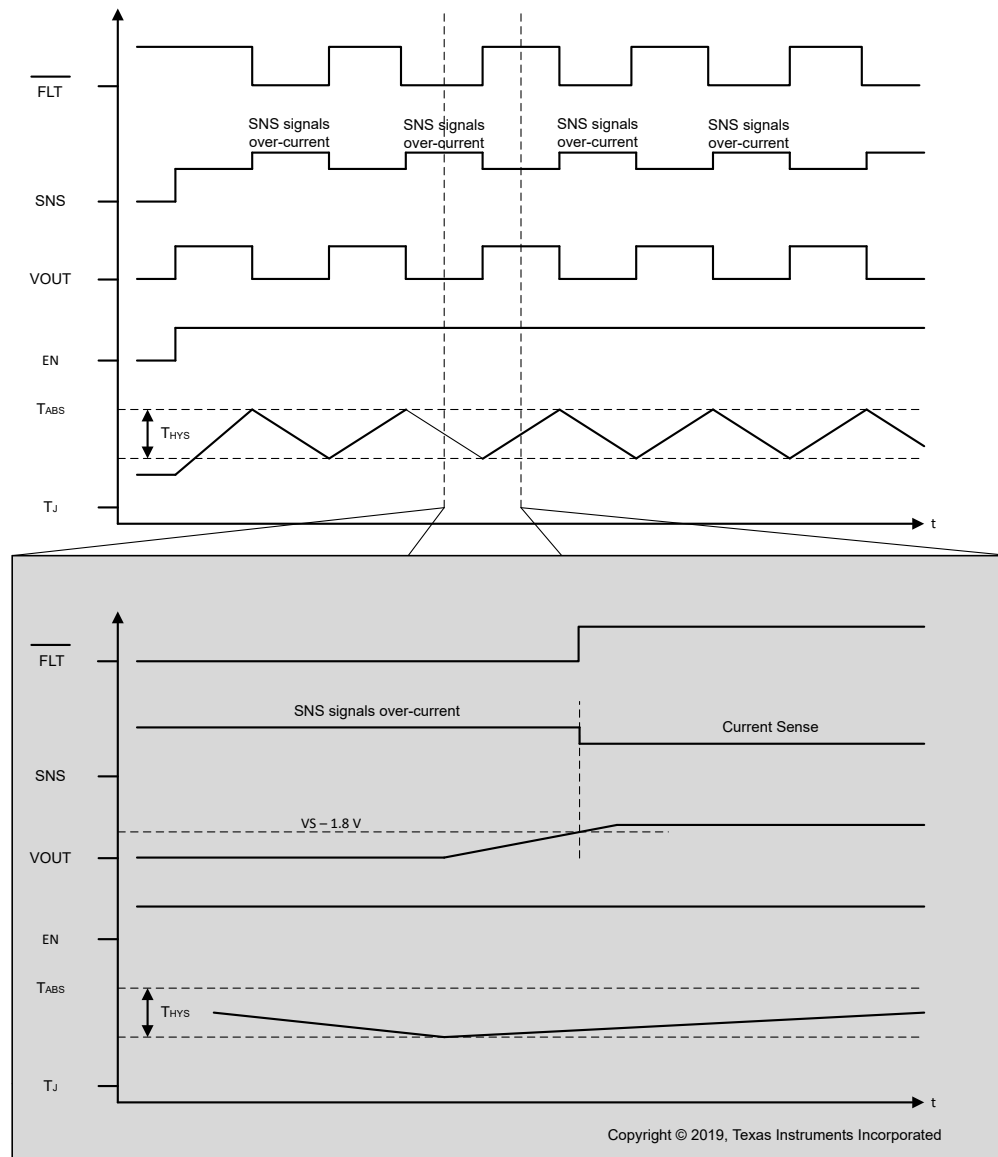 FLT
SNS signals
over-current
SNS signals
over-current
SNS signals
over-current
SNS signals
over-current
SNS
VOUT
EN
TABS
THYS
TJ
t
FLT
SNS signals over-current
Current Sense
SNS
VS – 1.8 V
VOUT
EN
TABS
THYS
TJ
t
Copyright © 2019, Texas Instruments Incorporated